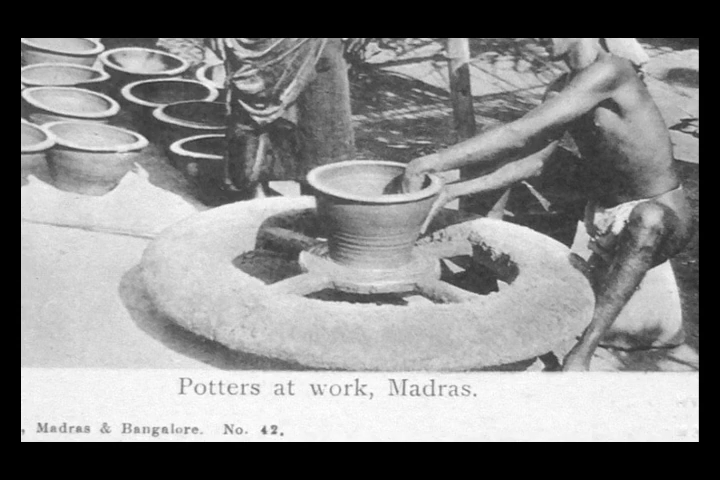 Potters at work, Madras.
, Madras & Bangalore. No. 42.